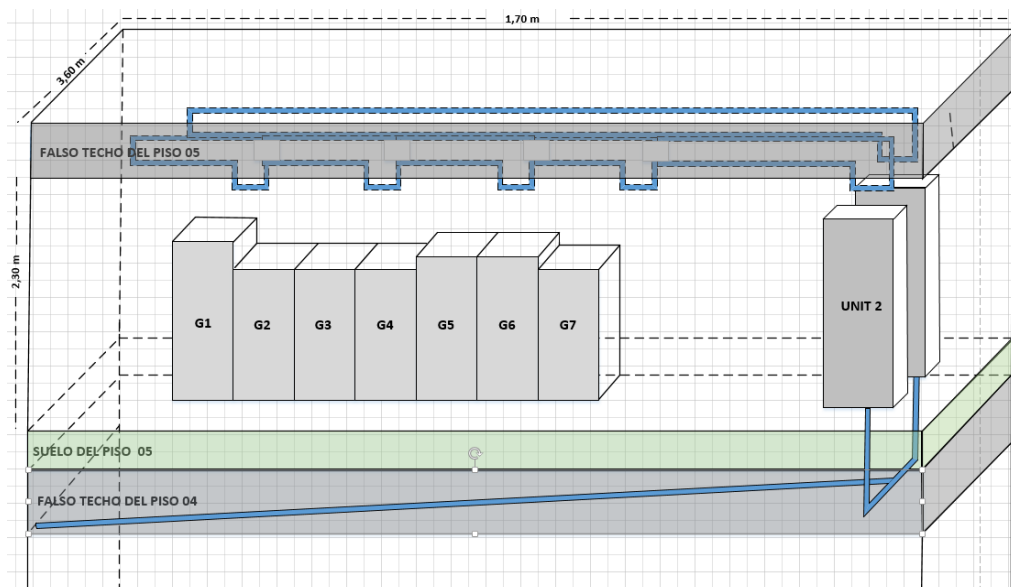 1,70 m
3,60 m
FALSO TECHO DEL PISO 05
2,30 m
G1
G2
G3
G4
G5
G6
G7
UNIT 2
SUELO DEL PISO 05
FALSO TECHO DEL PISO 04